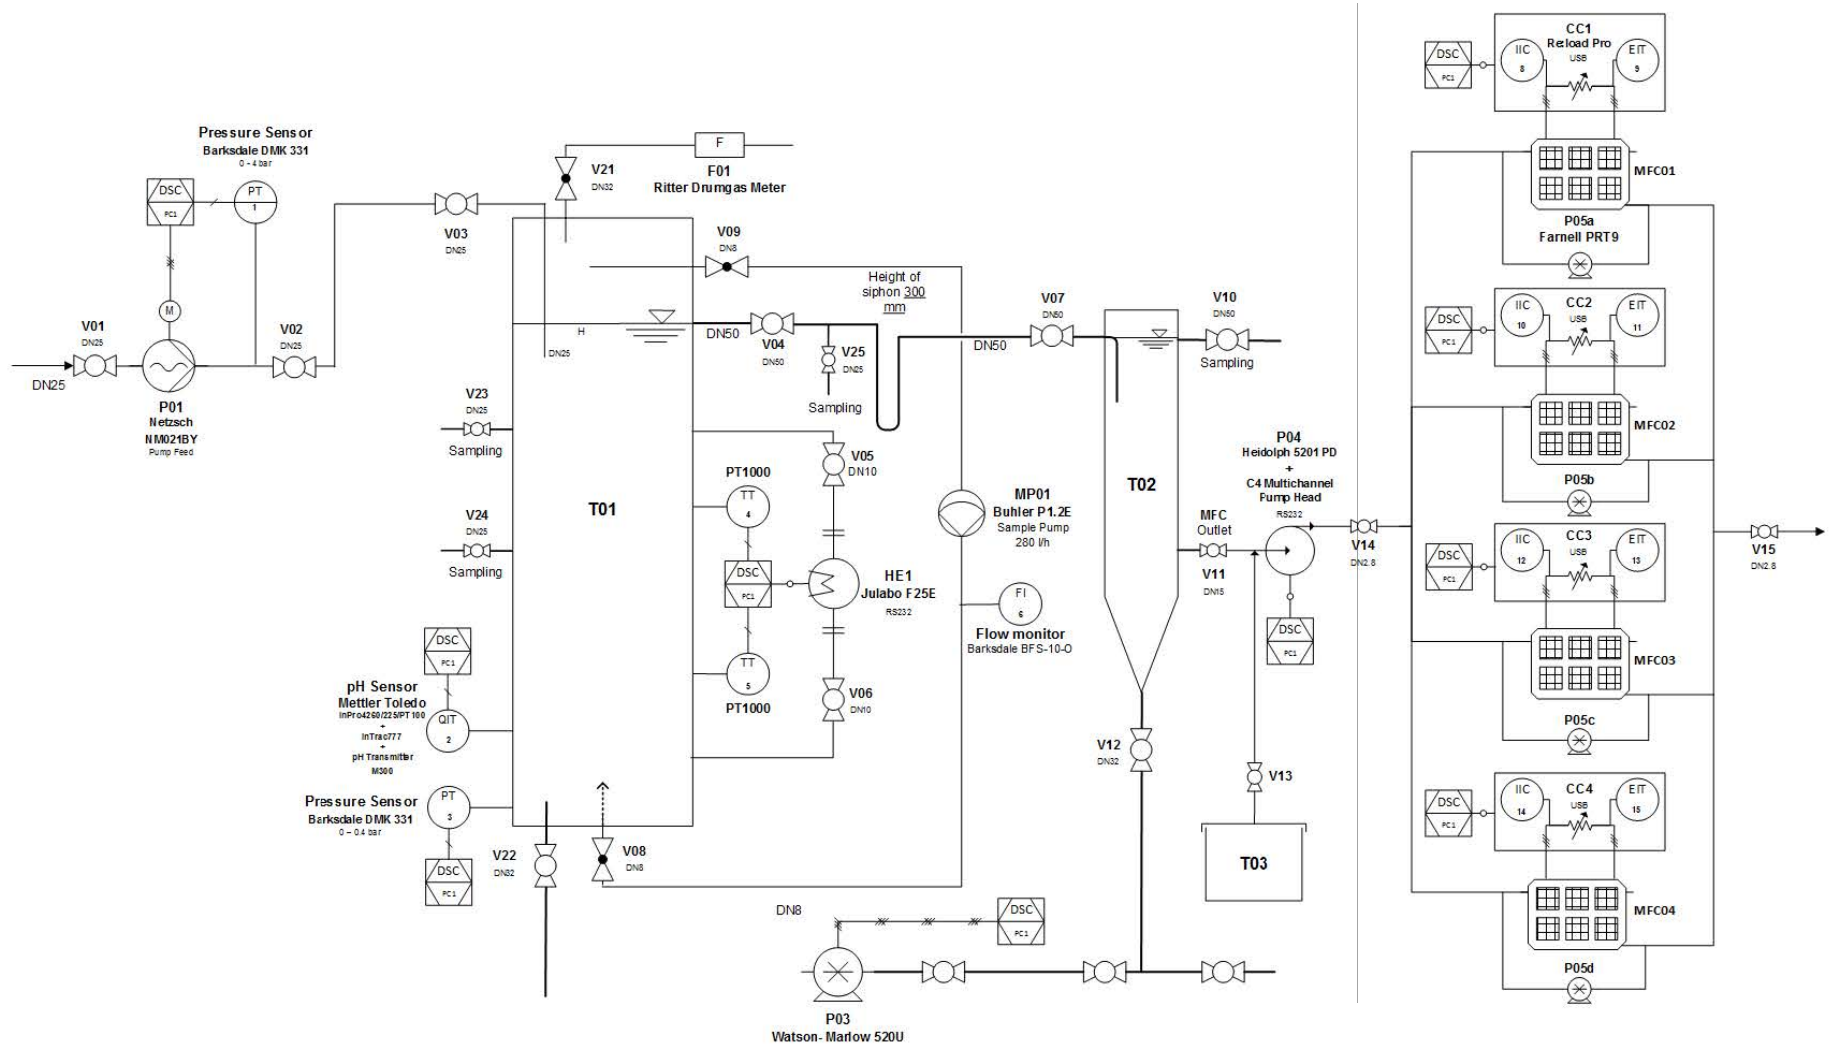 Pressure Sensor
Barksdale DMK 331
0 - 4 bar
DSC
PC1
PT
1
M
V01
DN25
DN25
P01
Netzsch
NM021BY
Pump Feed
V02
DN25
V03
DN25
V21
DN32
F
F01
Ritter Drumgas Meter
V09
DN8
H
DN25
DN50
V04
DN50
V25
DN25
Sampling
Height of
siphon 300
mm
DN50
V07
DN50
V10
DN50
Sampling
V23
DN25
Sampling
V24
DN25
Sampling
T01
PT1000
TT
4
DSC
PC1
TT
5
PT1000
V05
DN10
HE1
Julabo F25E
RS232
V06
DN10
MP01
Buhler P1.2E
Sample Pump
280 l/h
FI
6
Flow monitor
Barksdale BFS-10-O
DSC
PC1
pH Sensor
Mettler Toledo
InPro4260/225/PT100
+
InTrac777
+
pH Transmitter
M300
QIT
2
Pressure Sensor
Barksdale DMK 331
0 – 0.4 bar
PT
3
DSC
PC1
V22
DN32
V08
DN8
DN8
DSC
PC1
P03
Watson- Marlow 520U
T02
V12
DN32
MFC
Outlet
V11
DN15
P04
Heidolph 5201 PD
+
C4 Multichannel
Pump Head
RS232
DSC
PC1
V13
T03
V14
DN2.8
DSC
PC1
CC1
Re:load Pro
USB
IIC
8
EIT
9
MFC01
P05a
Farnell PRT9
DSC
PC1
CC2
USB
IIC
10
EIT
11
MFC02
P05b
DSC
PC1
CC3
USB
IIC
12
EIT
13
MFC03
P05c
DSC
PC1
CC4
USB
IIC
14
EIT
15
MFC04
P05d
V15
DN2.8